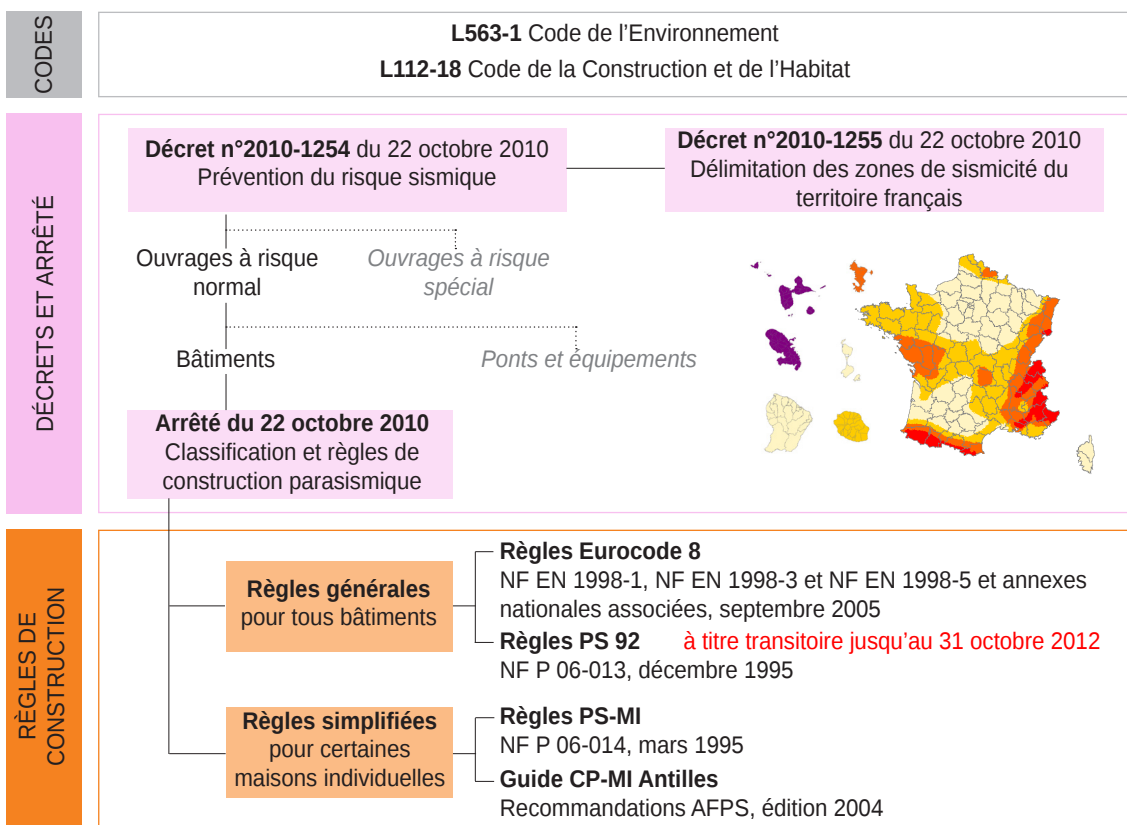 CODES
L563-1 Code de l’Environnement
L112-18 Code de la Construction et de l’Habitat
DÉCRETS ET ARRÊTÉ
Décret n°2010-1254 du 22 octobre 2010
Prévention du risque sismique
Décret n°2010-1255 du 22 octobre 2010
Délimitation des zones de sismicité du
territoire français
Ouvrages à risque
normal
Ouvrages à risque
spécial
Bâtiments
Ponts et équipements
Arrêté du 22 octobre 2010
Classification et règles de
construction parasismique
RÈGLES DE
CONSTRUCTION
Règles générales
pour tous bâtiments
Règles Eurocode 8
NF EN 1998-1, NF EN 1998-3 et NF EN 1998-5 et annexes
nationales associées, septembre 2005
Règles PS 92 à titre transitoire jusqu’au 31 octobre 2012
NF P 06-013, décembre 1995
Règles simplifiées
pour certaines
maisons individuelles
Règles PS-MI
NF P 06-014, mars 1995
Guide CP-MI Antilles
Recommandations AFPS, édition 2004